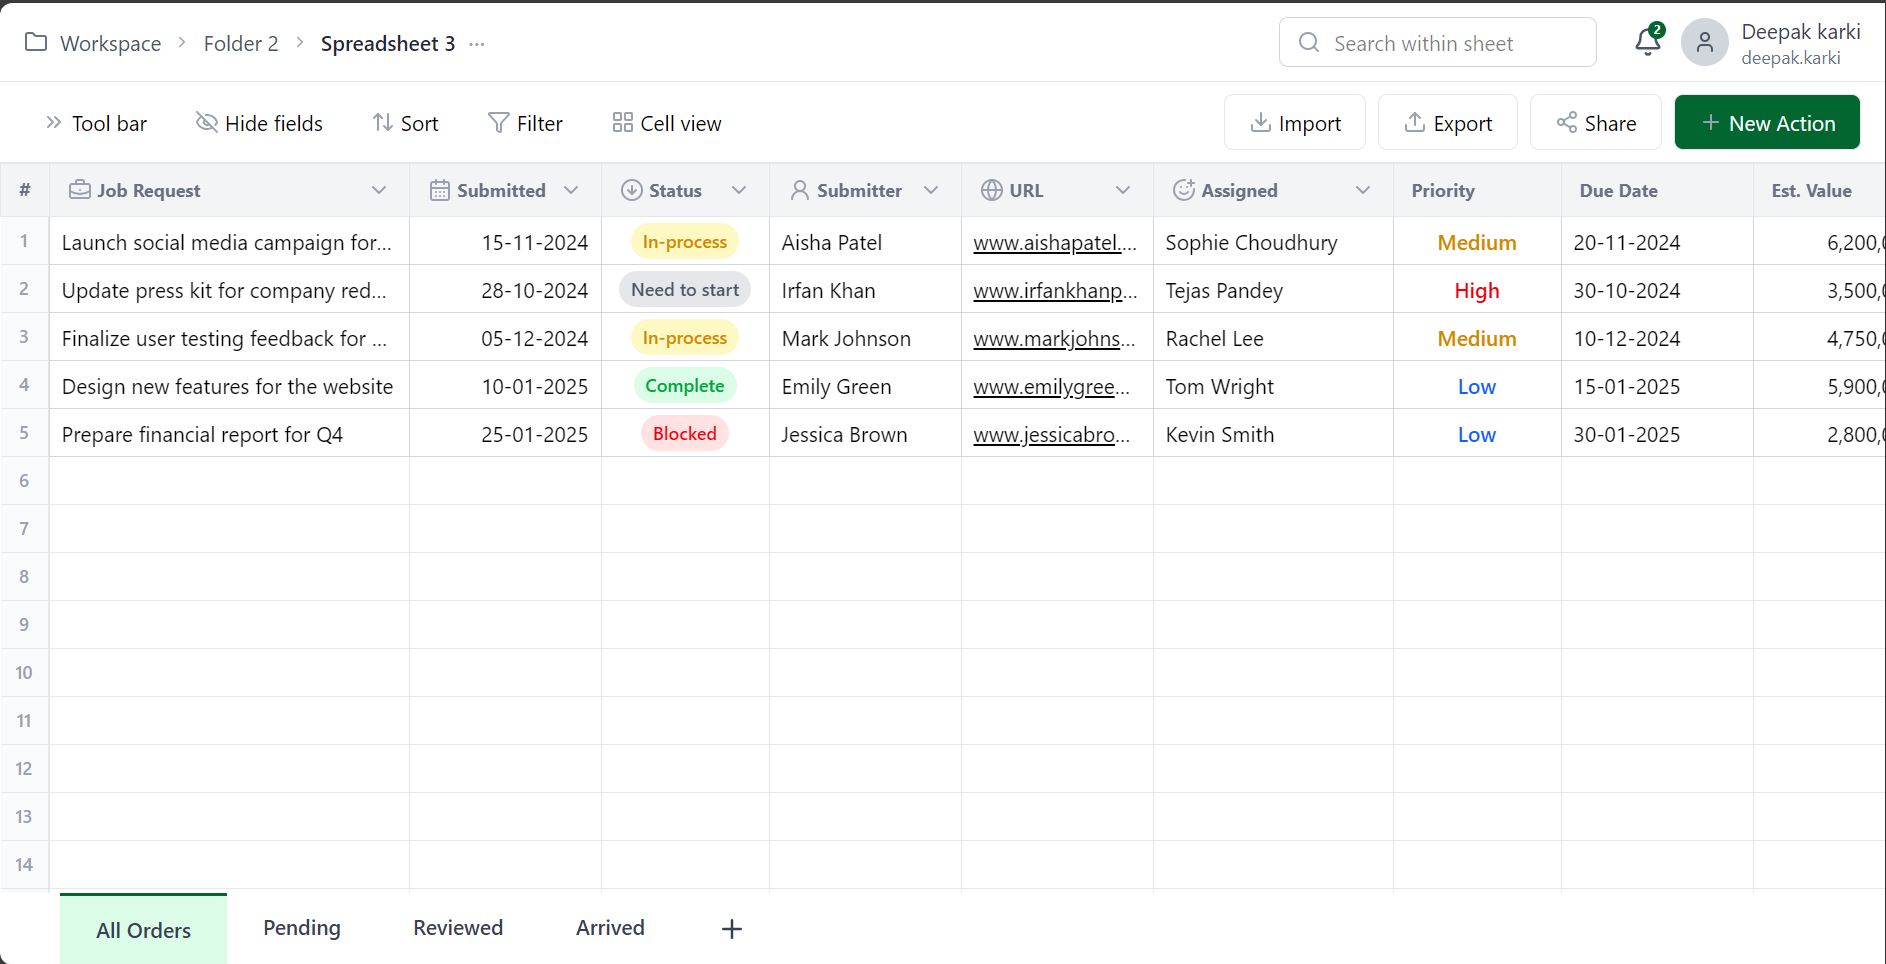 Workspace > Folder 2 > Spreadsheet 3 ... Search within sheet 2 Deepak karki
deepak.karki
Tool bar Hide fields Sort Filter Cell view Import Export Share + New Action
# Job Request Submitted Status Submitter URL Assigned Priority Due Date Est. Value
1 Launch social media campaign for... 15-11-2024 In-process Aisha Patel www.aishapatel.... Sophie Choudhury Medium 20-11-2024 6,200,
2 Update press kit for company red... 28-10-2024 Need to start Irfan Khan www.irfankhanp... Tejas Pandey High 30-10-2024 3,500,
3 Finalize user testing feedback for ... 05-12-2024 In-process Mark Johnson www.markjohns... Rachel Lee Medium 10-12-2024 4,750,
4 Design new features for the website 10-01-2025 Complete Emily Green www.emilygree... Tom Wright Low 15-01-2025 5,900,
5 Prepare financial report for Q4 25-01-2025 Blocked Jessica Brown www.jessicabro... Kevin Smith Low 30-01-2025 2,800,
6
7
8
9
10
11
12
13
14
All Orders Pending Reviewed Arrived +